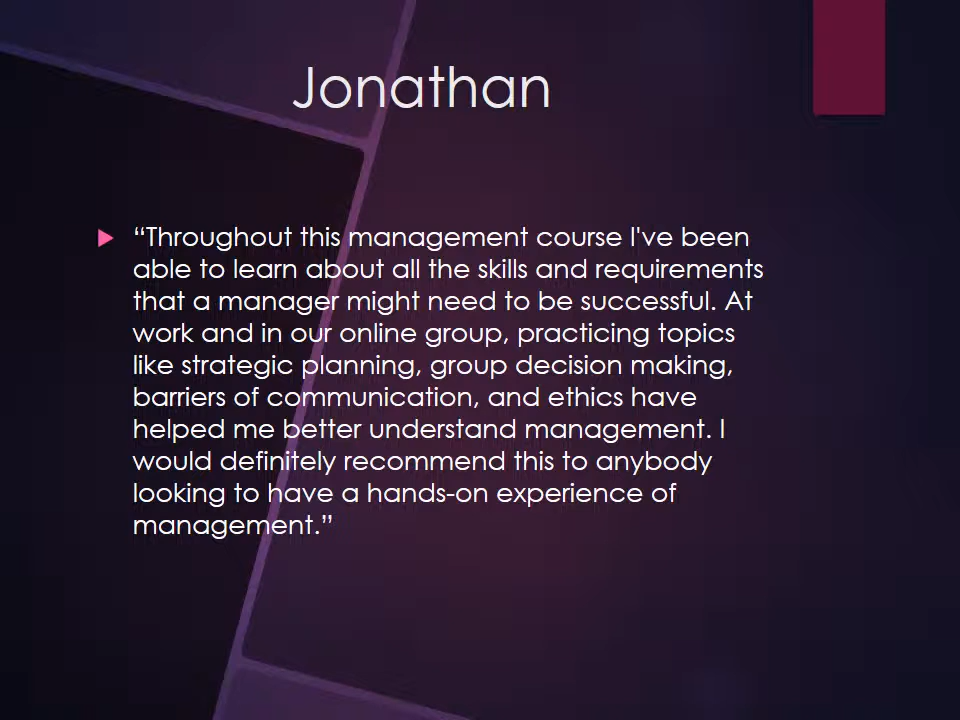 Jonathan
“Throughout this management course I've been
able to learn about all the skills and requirements
that a manager might need to be successful. At
work and in our online group, practicing topics
like strategic planning, group decision making,
barriers of communication, and ethics have
helped me better understand management. I
would definitely recommend this to anybody
looking to have a hands-on experience of
management.”